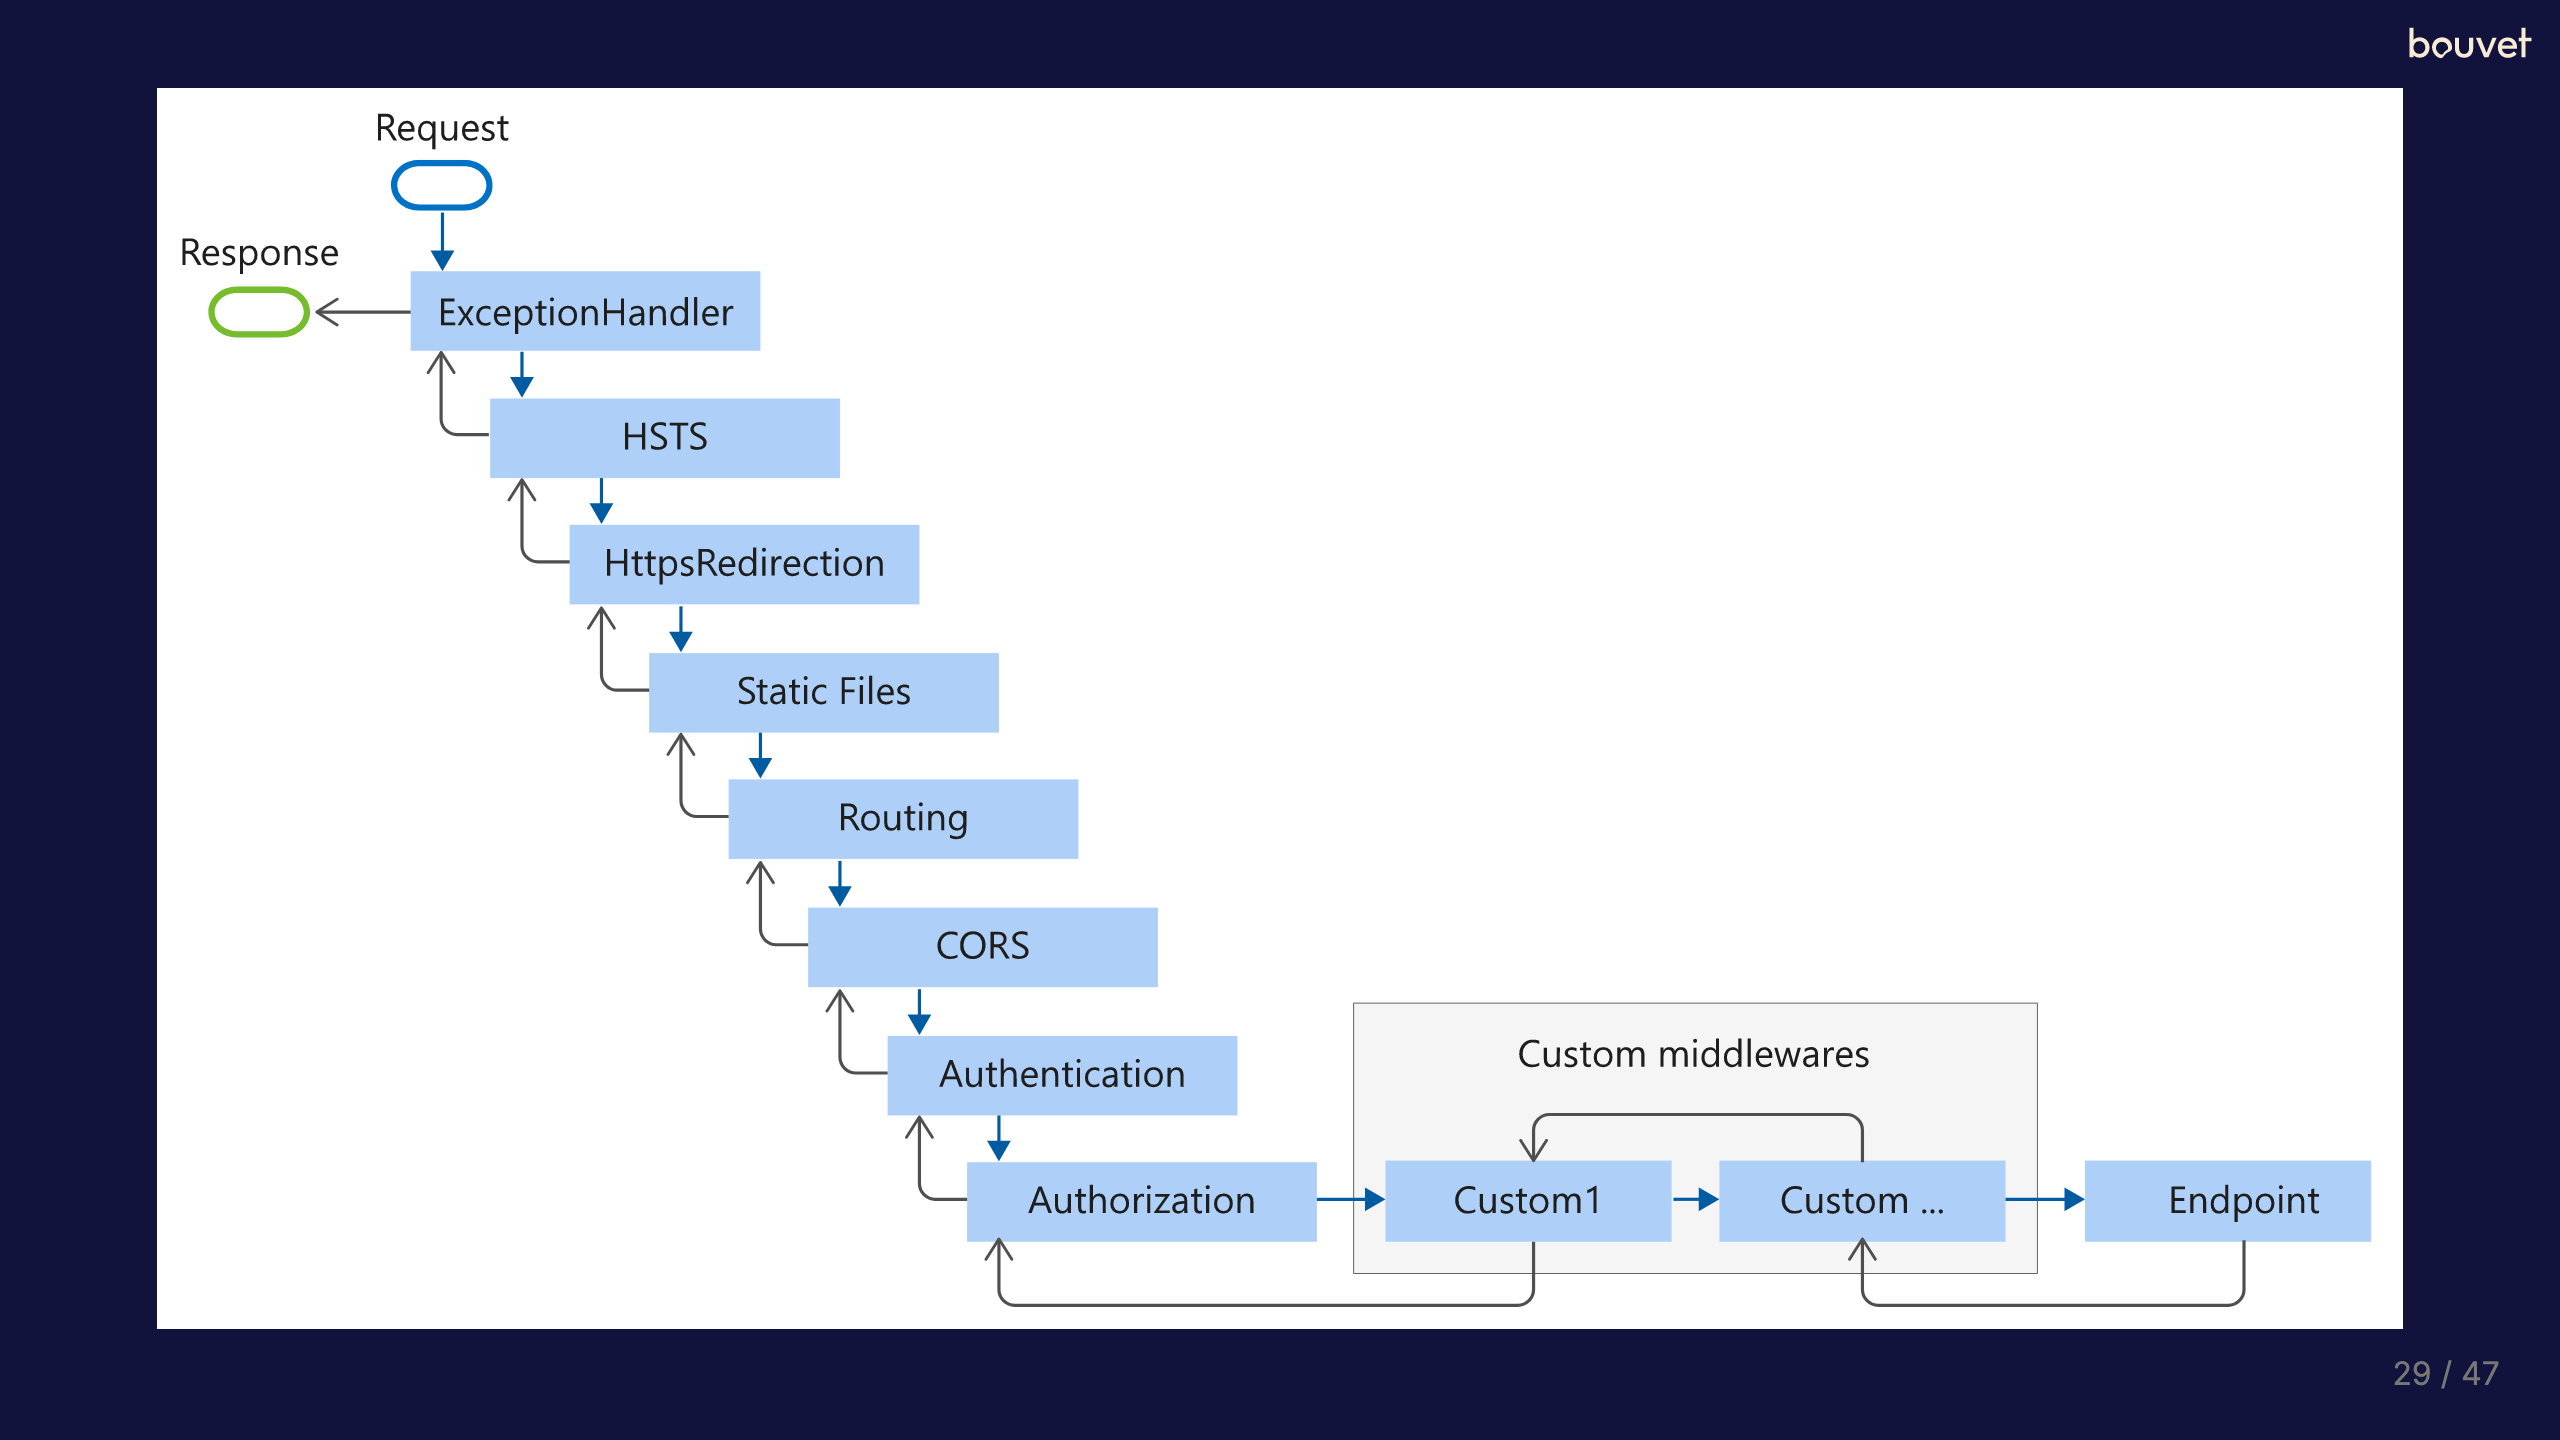 bouvet
Request
Response
ExceptionHandler
HSTS
HttpsRedirection
Static Files
Routing
CORS
Authentication
Custom middlewares
Authorization
Custom1
Custom ...
Endpoint
29 / 47